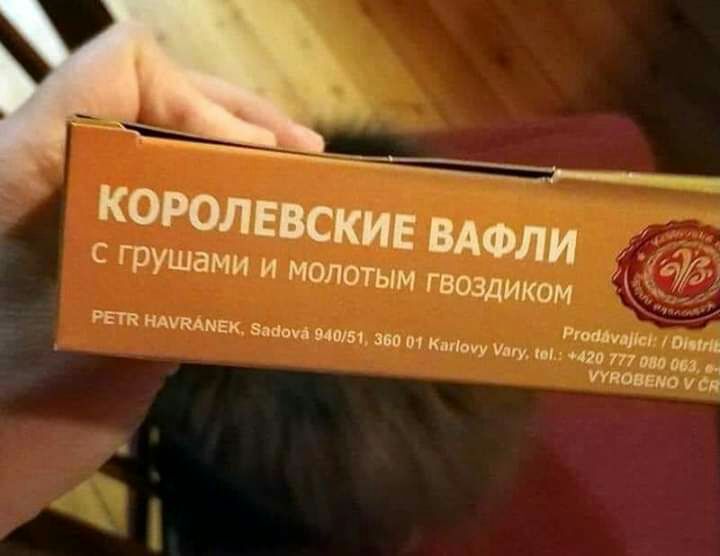 КОРОЛЕВСКИЕ ВАФЛИ
с грушами и молотым гвоздиком
PETR HAVRÁNEK, Sadová 940/51, 360 01 Karlovy Vary, tel.: +420 777 080 063,
Prodávající: / Distrib
VYROBENO V ČR